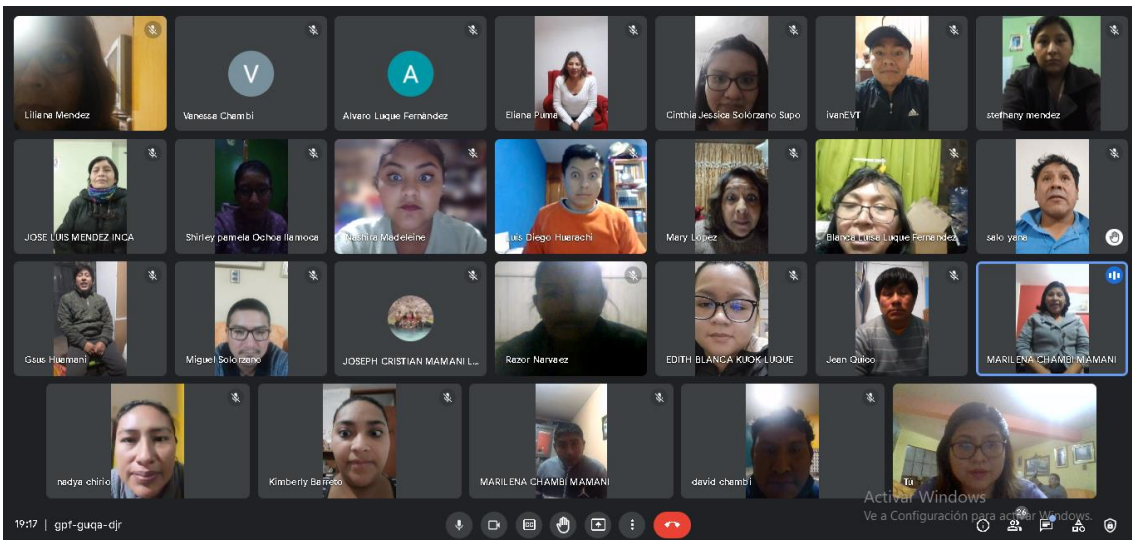 Liliana Mendez
V
Vanessa Chambi
A
Alvaro Luque Fernández
Eliana Puma
Cinthia Jessica Solórzano Supo
ivanEVT
stefhany mendez
JOSE LUIS MENDEZ INCA
Shirley pamela Ochoa llamoca
Nashira Madeleine
Luis Diego Huarachi
Mary Lopez
Blanca Luisa Luque Fernandez
salo yana
Gsus Huamani
Miguel Solorzano
JOSEPH CRISTIAN MAMANI L...
Razor Narvaez
EDITH BLANCA KUOK LUQUE
Jean Quico
MARILENA CHAMBI MAMANI
nadya chirio
Kimberly Barreto
MARILENA CHAMBI MAMANI
david chambi
Tú
Activar Windows
Ve a Configuración para activar Windows.
19:17 | gpf-guqa-djr
26